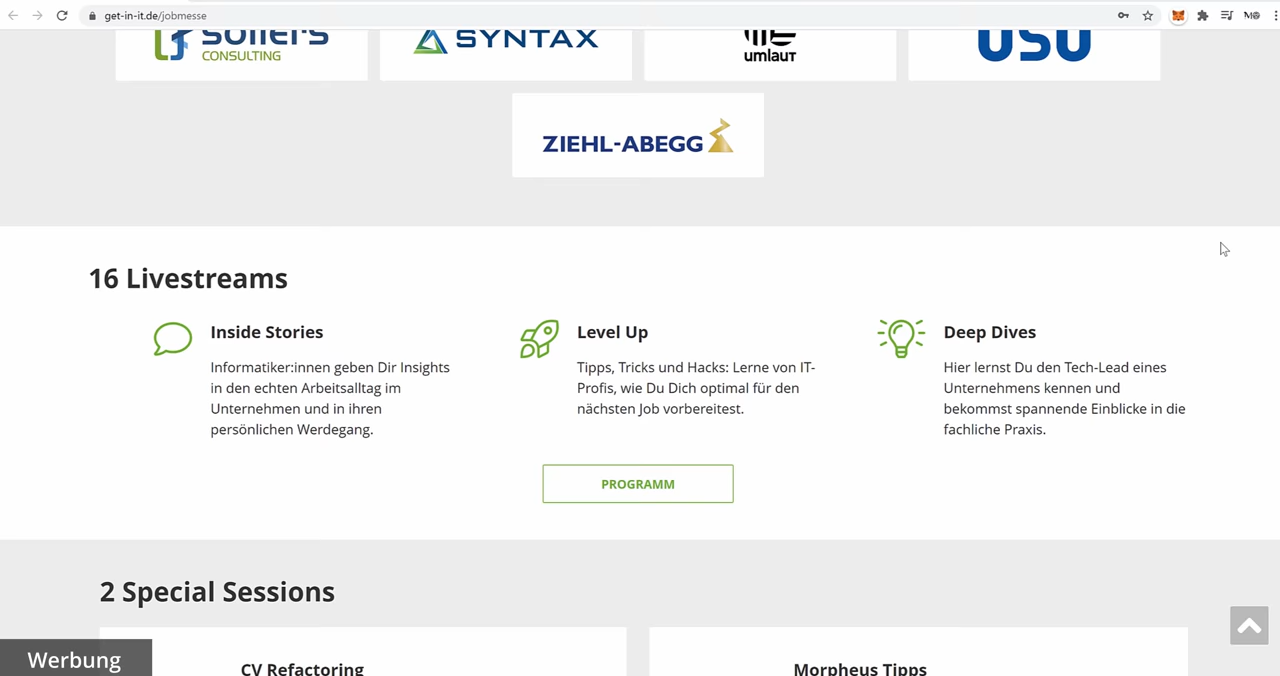 get-in-it.de/jobmesse
sollers
CONSULTING
SYNTAX
umlaut
USU
ZIEHL-ABEGG
16 Livestreams
Inside Stories
Informatiker:innen geben Dir Insights
in den echten Arbeitsalltag im
Unternehmen und in ihren
persönlichen Werdegang.
Level Up
Tipps, Tricks und Hacks: Lerne von IT-
Profis, wie Du Dich optimal für den
nächsten Job vorbereitest.
Deep Dives
Hier lernst Du den Tech-Lead eines
Unternehmens kennen und
bekommst spannende Einblicke in die
fachliche Praxis.
PROGRAMM
2 Special Sessions
CV Refactoring
Morpheus Tipps
Werbung